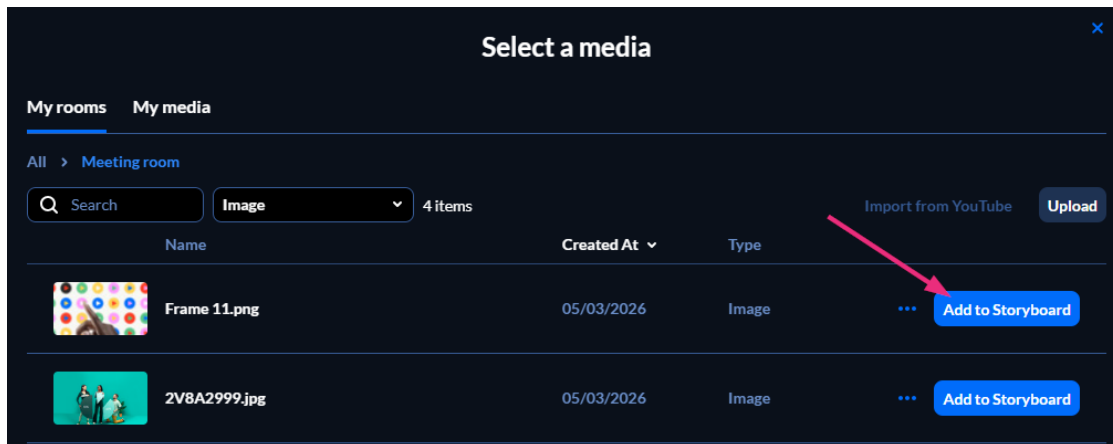 Select a media
My rooms My media
All > Meeting room
Search Image 4 items Import from YouTube Upload
Name Created At Type
Frame 11.png 05/03/2026 Image ... Add to Storyboard
2V8A2999.jpg 05/03/2026 Image ... Add to Storyboard